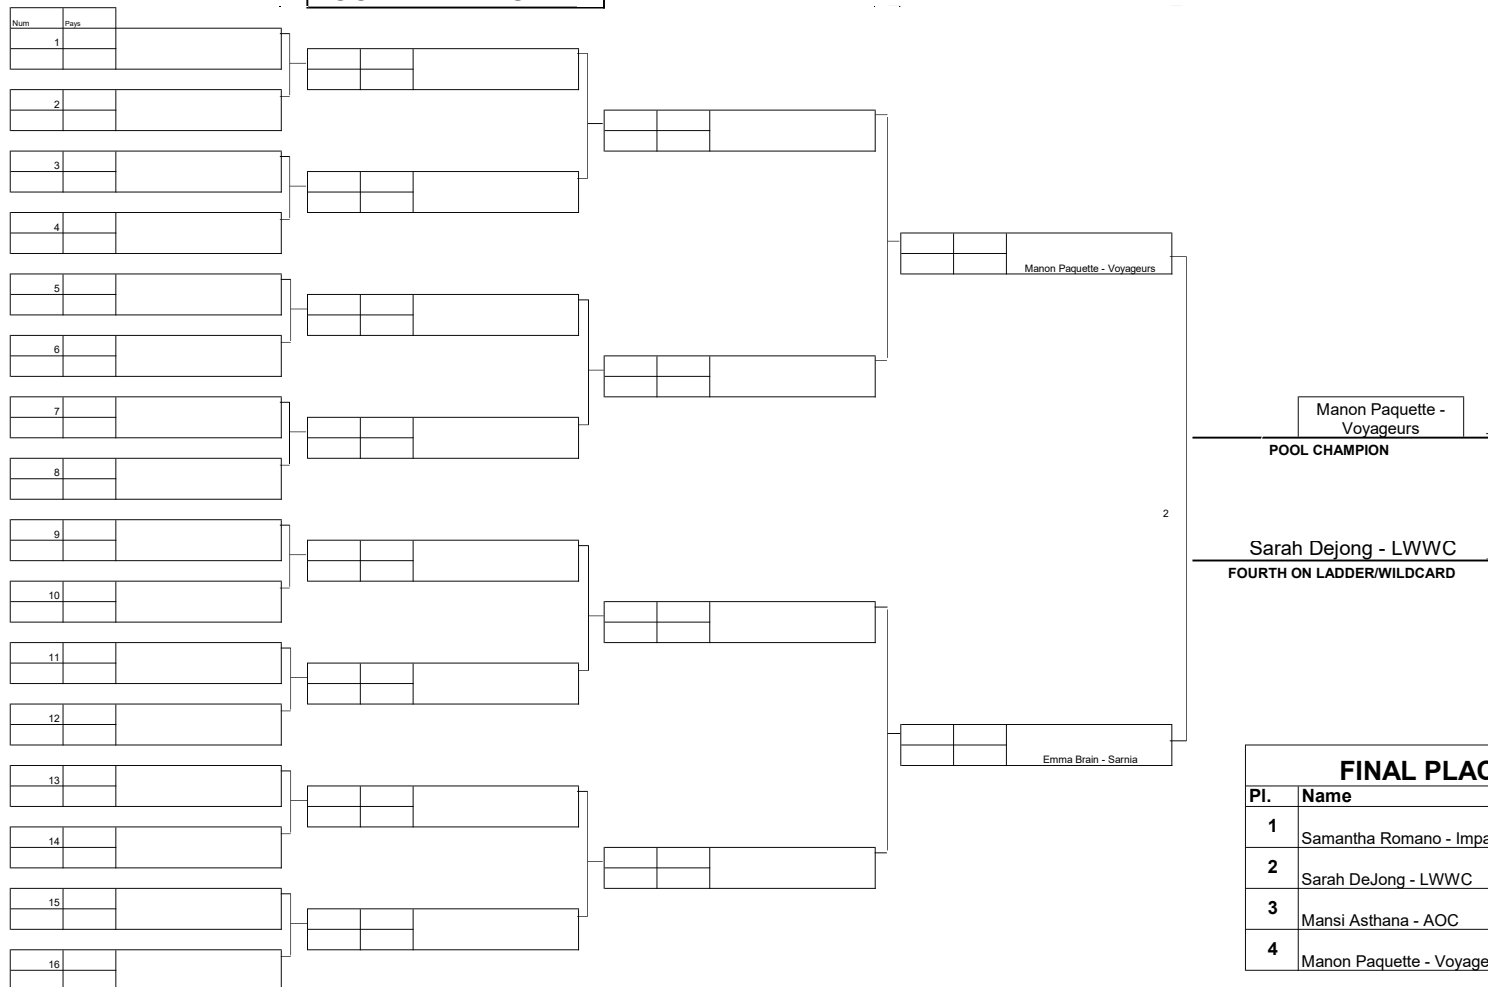 Num Pays
1
2
3
4
5
6
7
8
9
10
11
12
13
14
15
16
Manon Paquette - Voyageurs
Emma Brain - Sarnia
2
Manon Paquette -
Voyageurs
POOL CHAMPION
Sarah Dejong - LWWC
FOURTH ON LADDER/WILDCARD
FINAL PLAC
Pl. Name
1 Samantha Romano - Impa
2 Sarah DeJong - LWWC
3 Mansi Asthana - AOC
4 Manon Paquette - Voyage